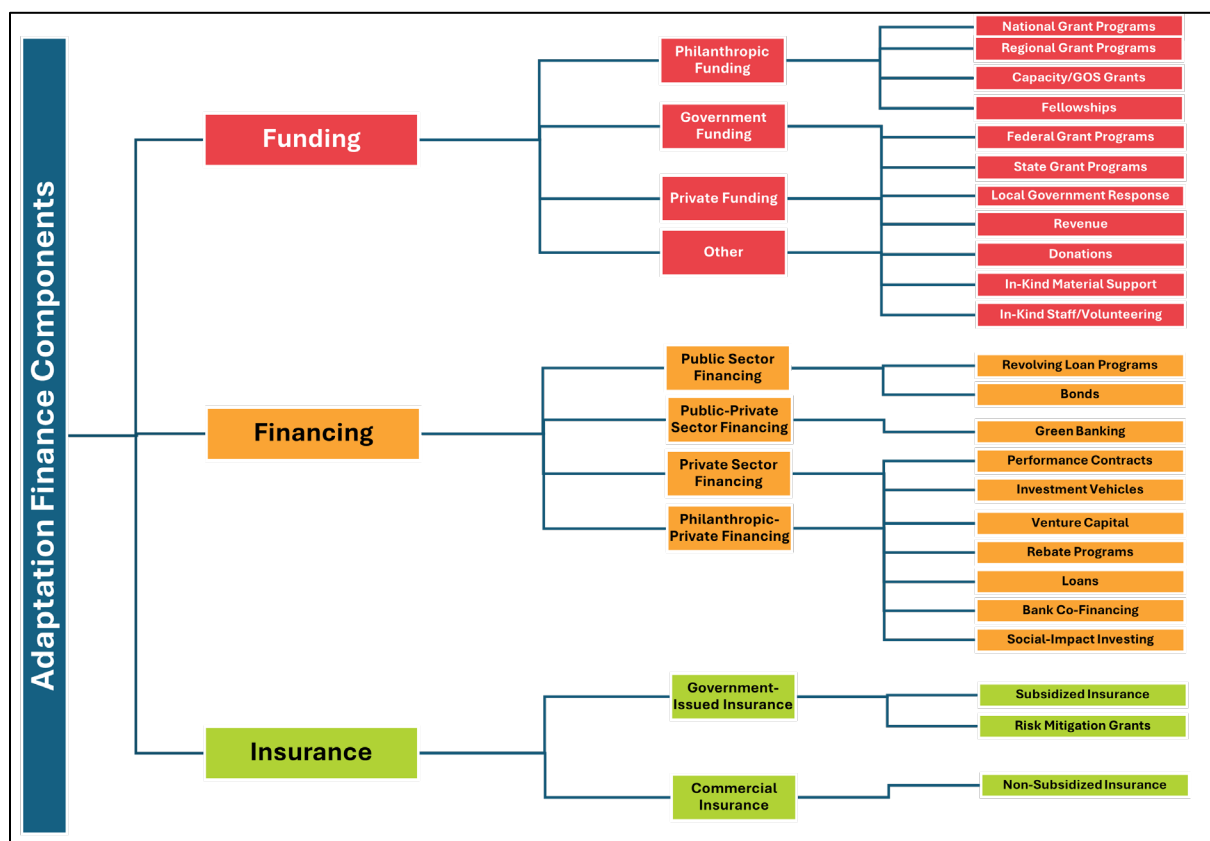 Adaptation Finance Components
Funding
Philanthropic
Funding
National Grant Programs
Regional Grant Programs
Capacity/GOS Grants
Fellowships
Government
Funding
Federal Grant Programs
State Grant Programs
Private Funding
Local Government Response
Revenue
Other
Donations
In-Kind Material Support
In-Kind Staff/Volunteering
Financing
Public Sector
Financing
Revolving Loan Programs
Bonds
Public-Private
Sector Financing
Green Banking
Private Sector
Financing
Performance Contracts
Investment Vehicles
Philanthropic-
Private Financing
Venture Capital
Rebate Programs
Loans
Bank Co-Financing
Social-Impact Investing
Insurance
Government-
Issued Insurance
Subsidized Insurance
Risk Mitigation Grants
Commercial
Insurance
Non-Subsidized Insurance